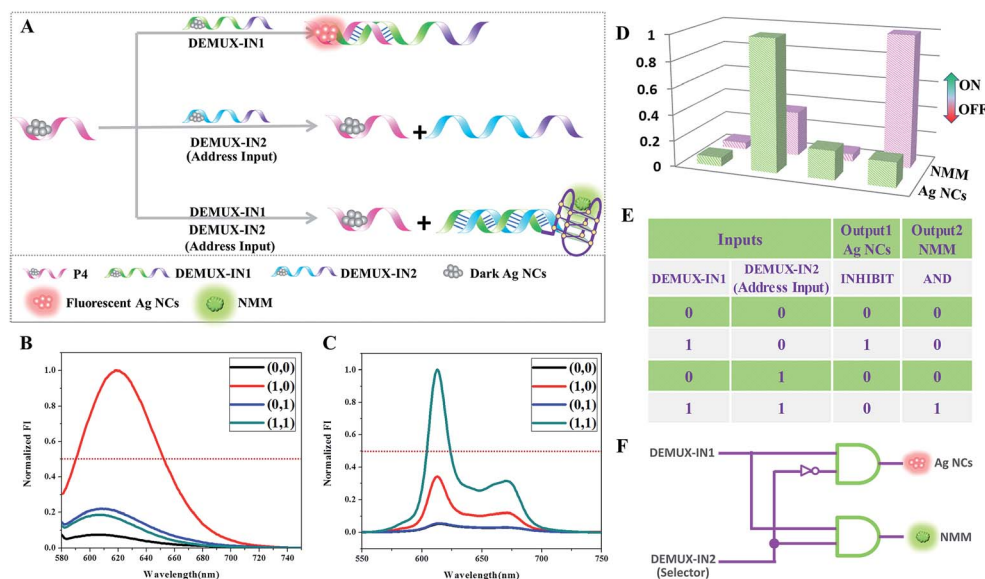 A
DEMUX-IN1
DEMUX-IN2
(Address Input)
DEMUX-IN1
DEMUX-IN2
(Address Input)
+
+
P4
DEMUX-IN1
DEMUX-IN2
Dark Ag NCs
Fluorescent Ag NCs
NMM
B
Normalized FI
1.0
0.8
0.6
0.4
0.2
0.0
(0,0)
(1,0)
(0,1)
(1,1)
580 600 620 640 660 680 700 720 740
Wavelength(nm)
C
Normalized FI
1.0
0.8
0.6
0.4
0.2
0.0
(0,0)
(1,0)
(0,1)
(1,1)
550 600 650 700 750
Wavelength(nm)
D
1
0.8
0.6
0.4
0.2
0
ON
OFF
NMM
Ag NCs
E
Inputs Output1 Output2
Ag NCs NMM
DEMUX-IN1 DEMUX-IN2 (Address Input) INHIBIT AND
0 0 0 0
1 0 1 0
0 1 0 0
1 1 0 1
F
DEMUX-IN1
Ag NCs
NMM
DEMUX-IN2
(Selector)